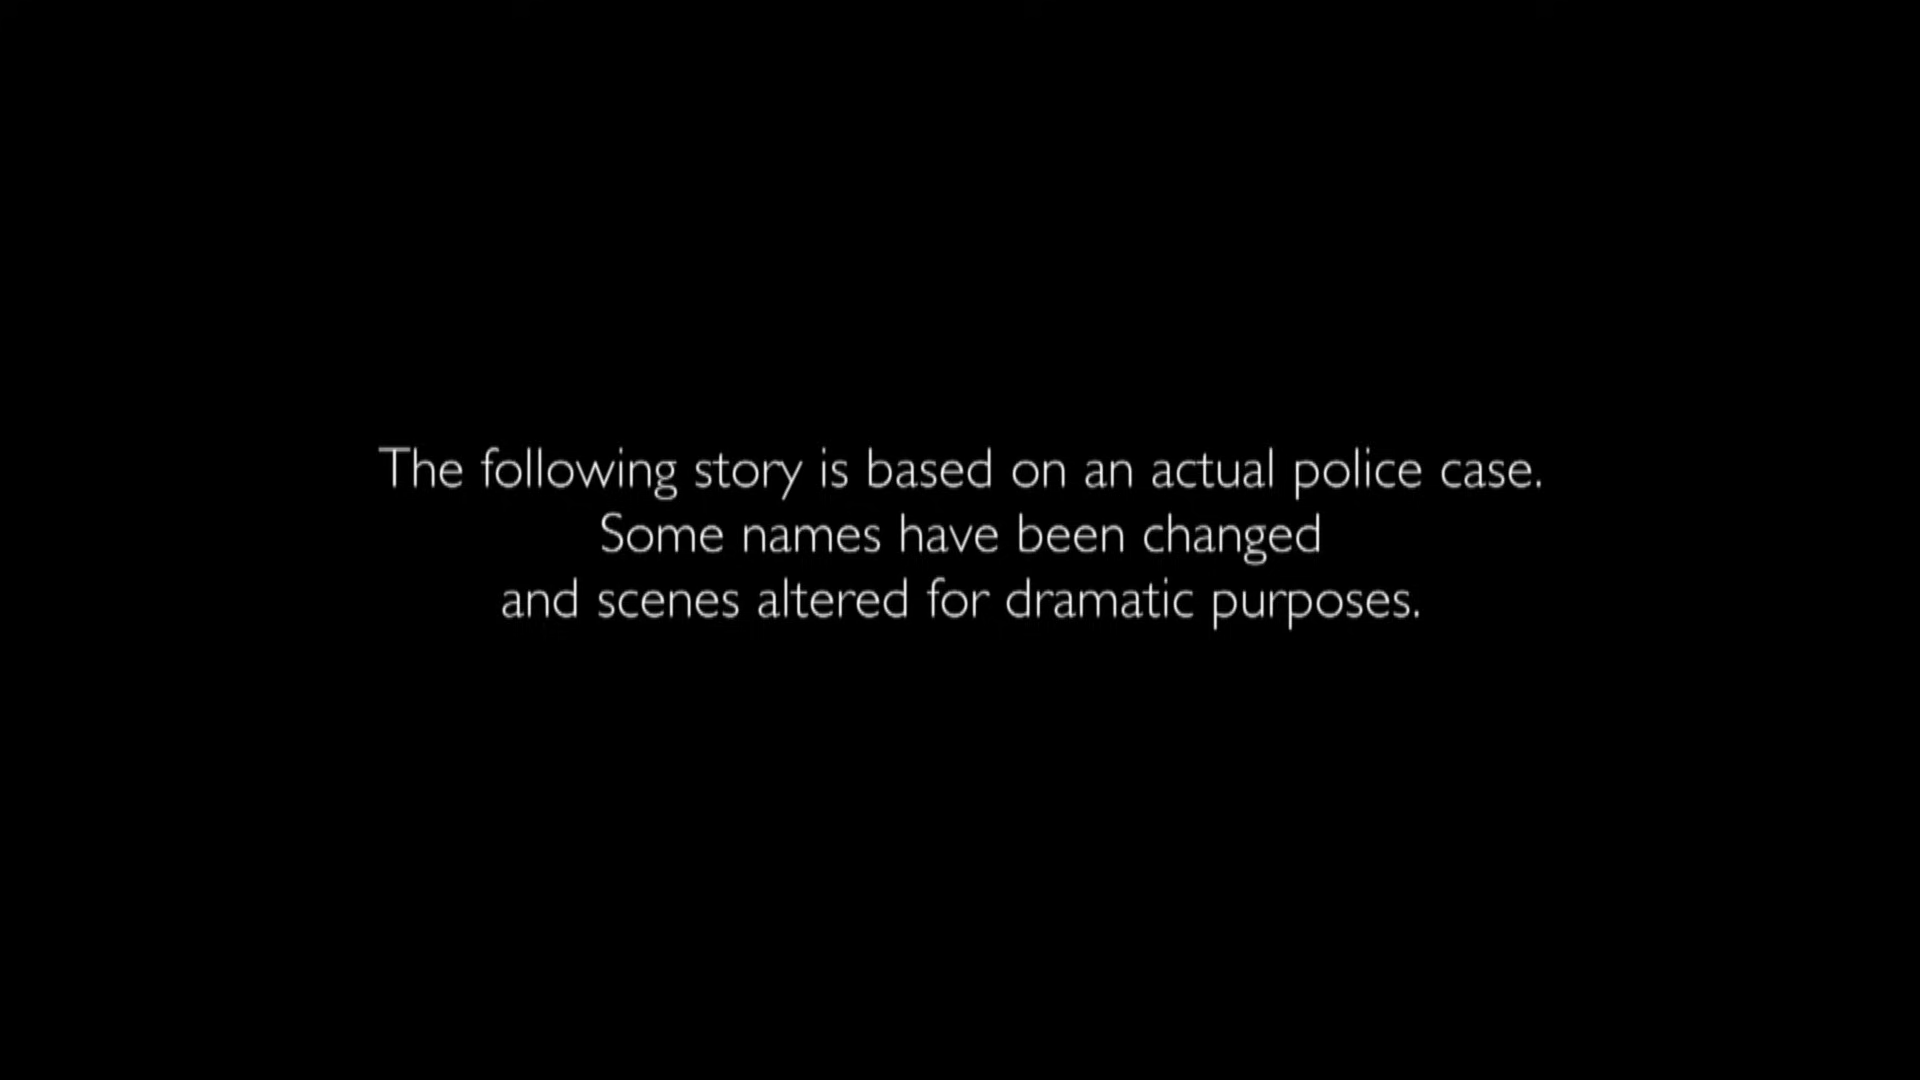 The following story is based on an actual police case.
Some names have been changed
and scenes altered for dramatic purposes.